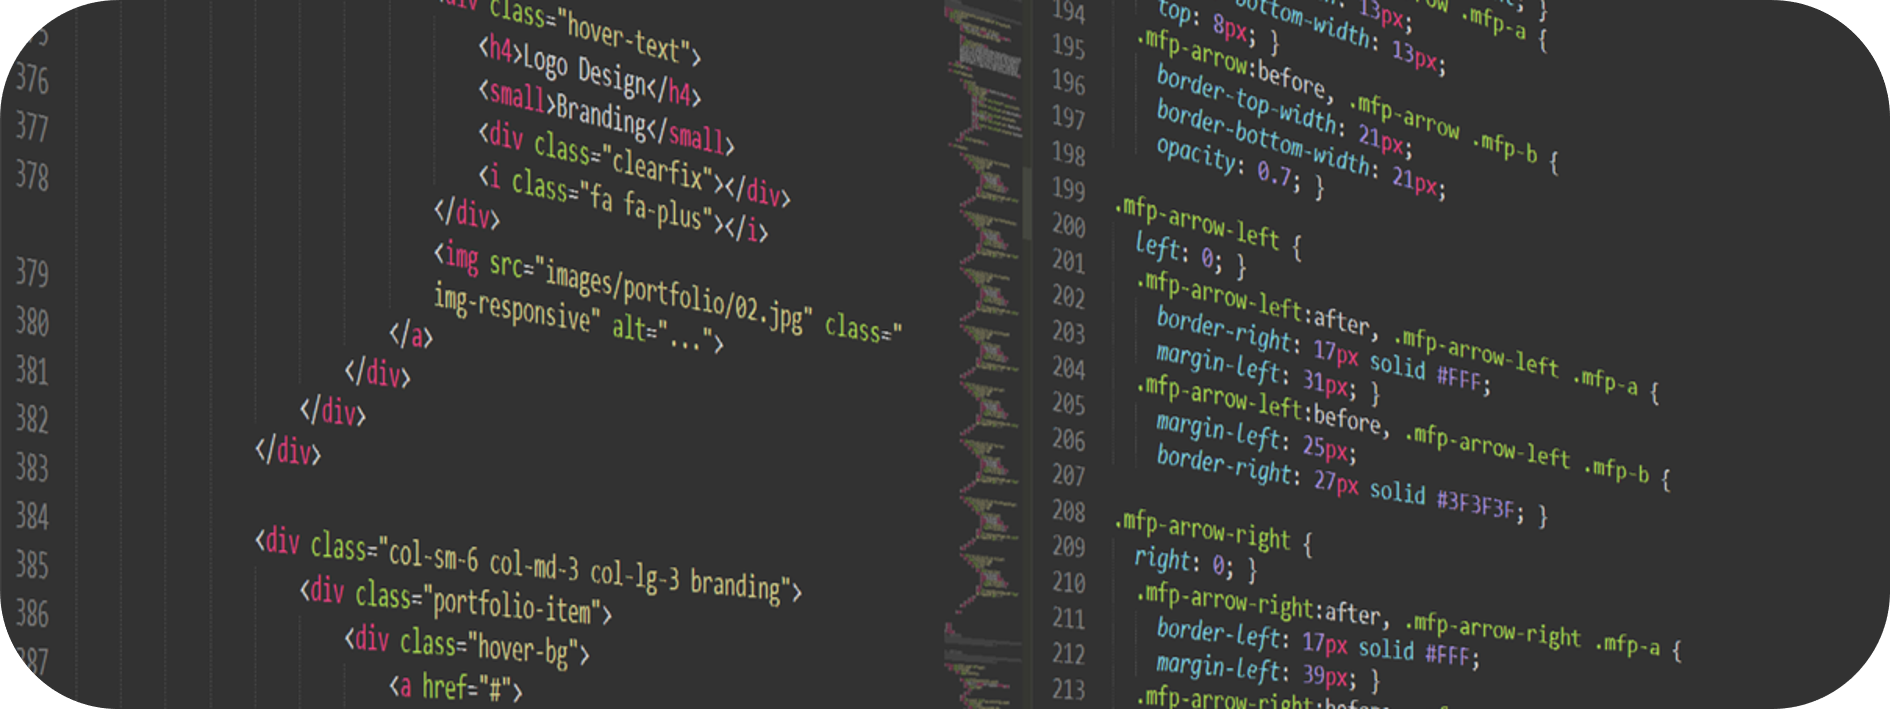 class="hover-text">
<h4>Logo Design</h4>
<small>Branding</small>
<div class="clearfix"></div>
<i class="fa fa-plus"></i>
</div>
<img src="images/portfolio/02.jpg" class="
img-responsive" alt="...">
</a>
</div>
</div>
</div>
<div class="col-sm-6 col-md-3 col-lg-3 branding">
<div class="portfolio-item">
<div class="hover-bg">
<a href="#">
376
377
378
379
380
381
382
383
384
385
386
387
194
195
196
197
198
199
200
201
202
203
204
205
206
207
208
209
210
211
212
213
.mfp-a {
bottom-width: 13px;
top: 8px; }
13px;
.mfp-arrow:before, .mfp-arrow .mfp-b {
border-top-width: 21px;
border-bottom-width: 21px;
opacity: 0.7; }
.mfp-arrow-left {
left: 0; }
.mfp-arrow-left:after, .mfp-arrow-left .mfp-a {
border-right: 17px solid #FFF;
margin-left: 31px; }
.mfp-arrow-left:before, .mfp-arrow-left .mfp-b {
margin-left: 25px;
border-right: 27px solid #3F3F3F; }
.mfp-arrow-right {
right: 0; }
.mfp-arrow-right:after, .mfp-arrow-right .mfp-a {
border-left: 17px solid #FFF;
margin-left: 39px; }
.mfp-arrow-right:before,